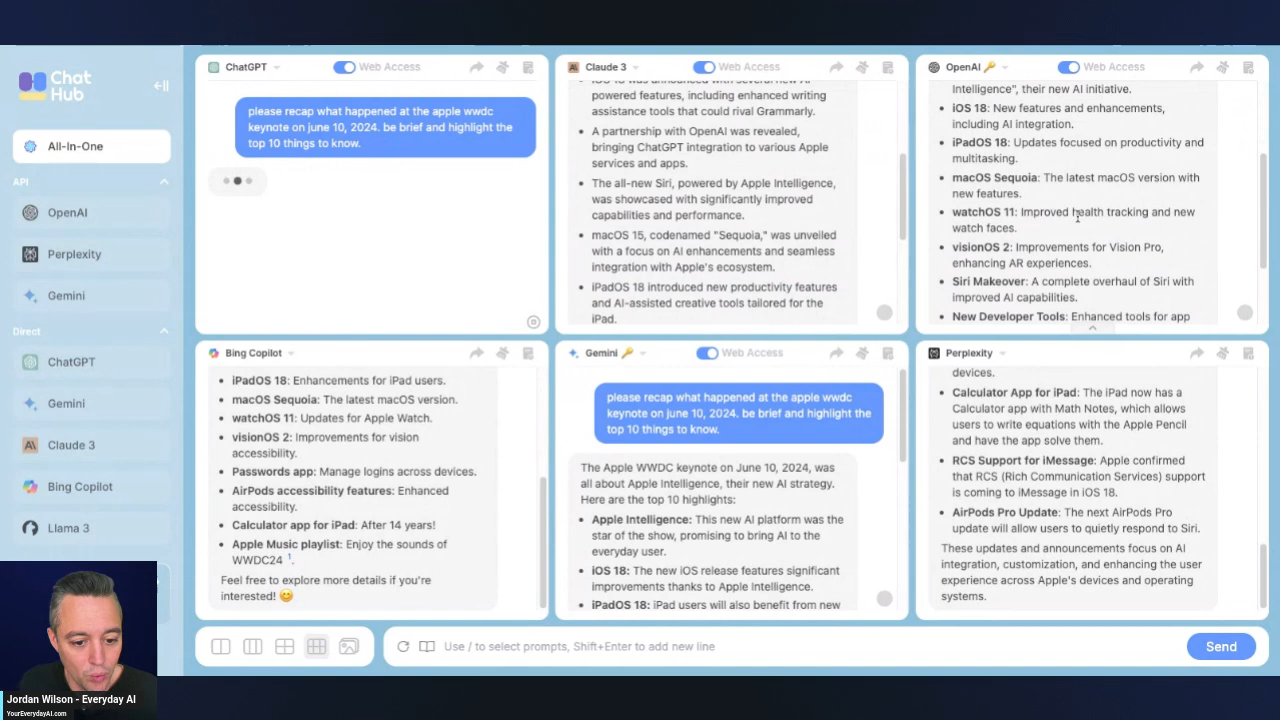 Chat
Hub
All-In-One
API
OpenAI
Perplexity
Gemini
Direct
ChatGPT
Gemini
Claude 3
Bing Copilot
Llama 3
ChatGPT
Web Access
please recap what happened at the apple wwdc
keynote on june 10, 2024. be brief and highlight the
top 10 things to know.
Claude 3
Web Access
iOS 18 was announced with several new AI-
powered features, including enhanced writing
assistance tools that could rival Grammarly.
• A partnership with OpenAI was revealed,
bringing ChatGPT integration to various Apple
services and apps.
• The all-new Siri, powered by Apple Intelligence,
was showcased with significantly improved
capabilities and performance.
• macOS 15, codenamed "Sequoia," was unveiled
with a focus on AI enhancements and seamless
integration with Apple's ecosystem.
• iPadOS 18 introduced new productivity features
and AI-assisted creative tools tailored for the
iPad.
OpenAI 🔑
Web Access
Intelligence", their new AI initiative.
• iOS 18: New features and enhancements,
including AI integration.
• iPadOS 18: Updates focused on productivity and
multitasking.
• macOS Sequoia: The latest macOS version with
new features.
• watchOS 11: Improved health tracking and new
watch faces.
• visionOS 2: Improvements for Vision Pro,
enhancing AR experiences.
• Siri Makeover: A complete overhaul of Siri with
improved AI capabilities.
• New Developer Tools: Enhanced tools for app
Bing Copilot
• iPadOS 18: Enhancements for iPad users.
• macOS Sequoia: The latest macOS version.
• watchOS 11: Updates for Apple Watch.
• visionOS 2: Improvements for vision
accessibility.
• Passwords app: Manage logins across devices.
• AirPods accessibility features: Enhanced
accessibility.
• Calculator app for iPad: After 14 years!
• Apple Music playlist: Enjoy the sounds of
WWDC24 1.
Feel free to explore more details if you're
interested! 😊
Gemini 🔑
Web Access
please recap what happened at the apple wwdc
keynote on june 10, 2024. be brief and highlight the
top 10 things to know.
The Apple WWDC keynote on June 10, 2024, was
all about Apple Intelligence, their new AI strategy.
Here are the top 10 highlights:
• Apple Intelligence: This new AI platform was the
star of the show, promising to bring AI to the
everyday user.
• iOS 18: The new iOS release features significant
improvements thanks to Apple Intelligence.
• iPadOS 18: iPad users will also benefit from new
Perplexity
devices.
• Calculator App for iPad: The iPad now has a
Calculator app with Math Notes, which allows
users to write equations with the Apple Pencil
and have the app solve them.
• RCS Support for iMessage: Apple confirmed
that RCS (Rich Communication Services) support
is coming to iMessage in iOS 18.
• AirPods Pro Update: The next AirPods Pro
update will allow users to quietly respond to Siri.
These updates and announcements focus on AI
integration, customization, and enhancing the user
experience across Apple's devices and operating
systems.
Use / to select prompts, Shift+Enter to add new line
Send
Jordan Wilson - Everyday AI
YourEverydayAI.com